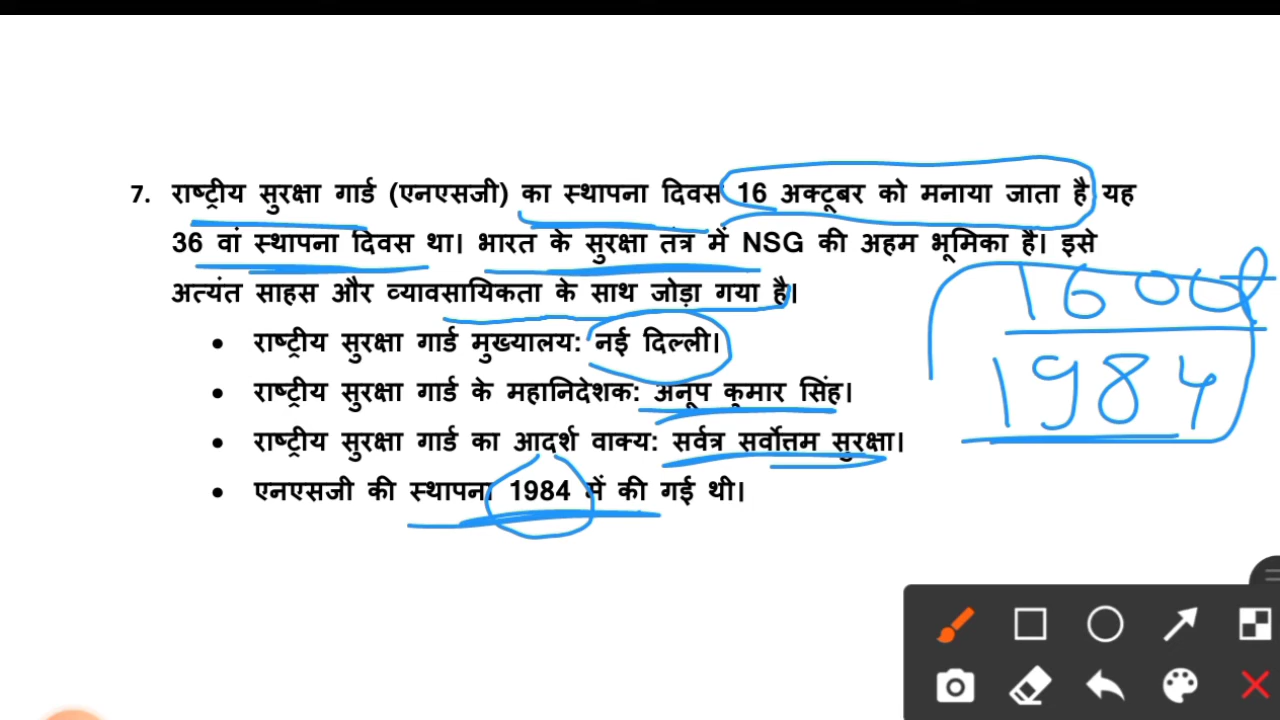 7. राष्ट्रीय सुरक्षा गार्ड (एनएसजी) का स्थापना दिवस 16 अक्टूबर को मनाया जाता है यह
36 वां स्थापना दिवस था। भारत के सुरक्षा तंत्र में NSG की अहम भूमिका है। इसे
अत्यंत साहस और व्यावसायिकता के साथ जोड़ा गया है।
16 oct
• राष्ट्रीय सुरक्षा गार्ड मुख्यालय: नई दिल्ली।
• राष्ट्रीय सुरक्षा गार्ड के महानिदेशक: अनूप कुमार सिंह।
1984
• राष्ट्रीय सुरक्षा गार्ड का आदर्श वाक्य: सर्वत्र सर्वोत्तम सुरक्षा।
• एनएसजी की स्थापना 1984 में की गई थी।